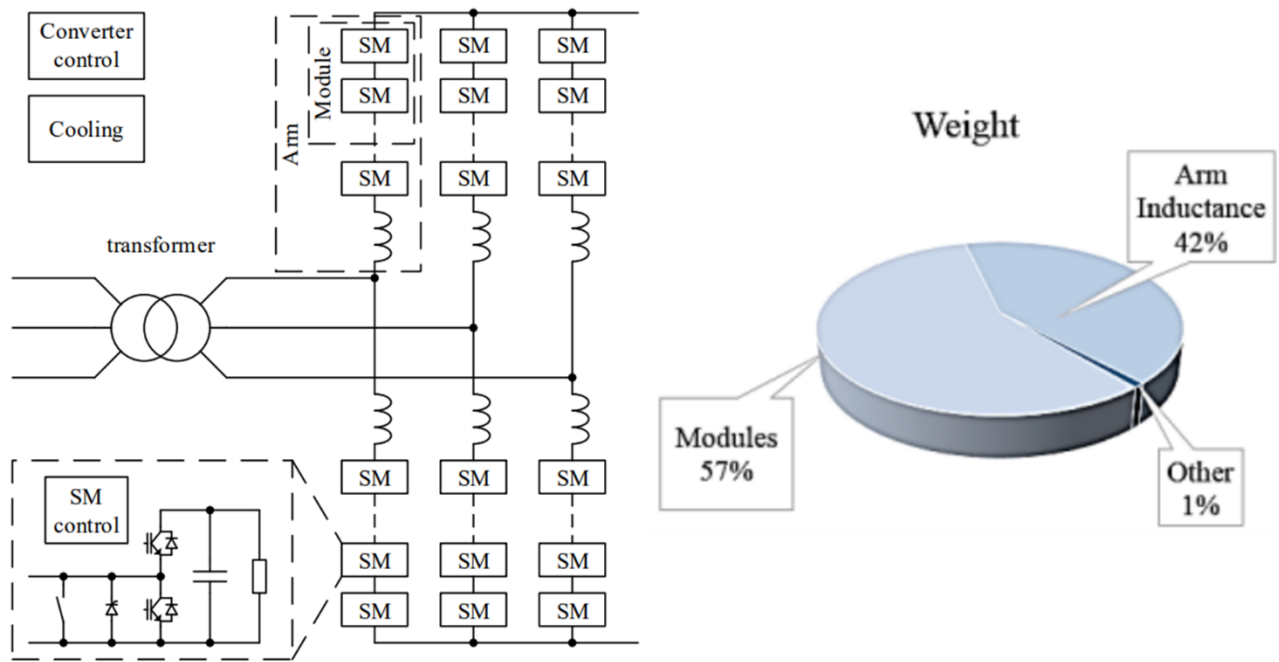 Converter
control
Cooling
Arm
Module
SM
SM
SM
SM
SM
SM
SM
SM
SM
transformer
SM
SM
SM
SM
SM
SM
SM
SM
SM
SM
control
Weight
Arm
Inductance
42%
Modules
57%
Other
1%